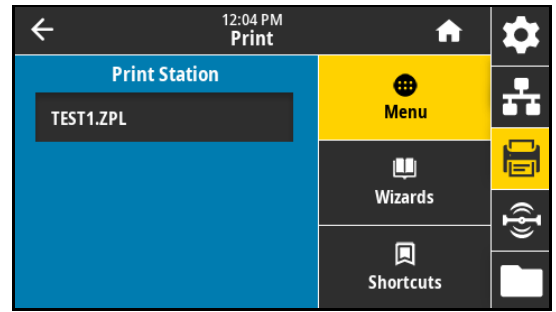 12:04 PM
Print
Print Station
TEST1.ZPL
Menu
Wizards
Shortcuts